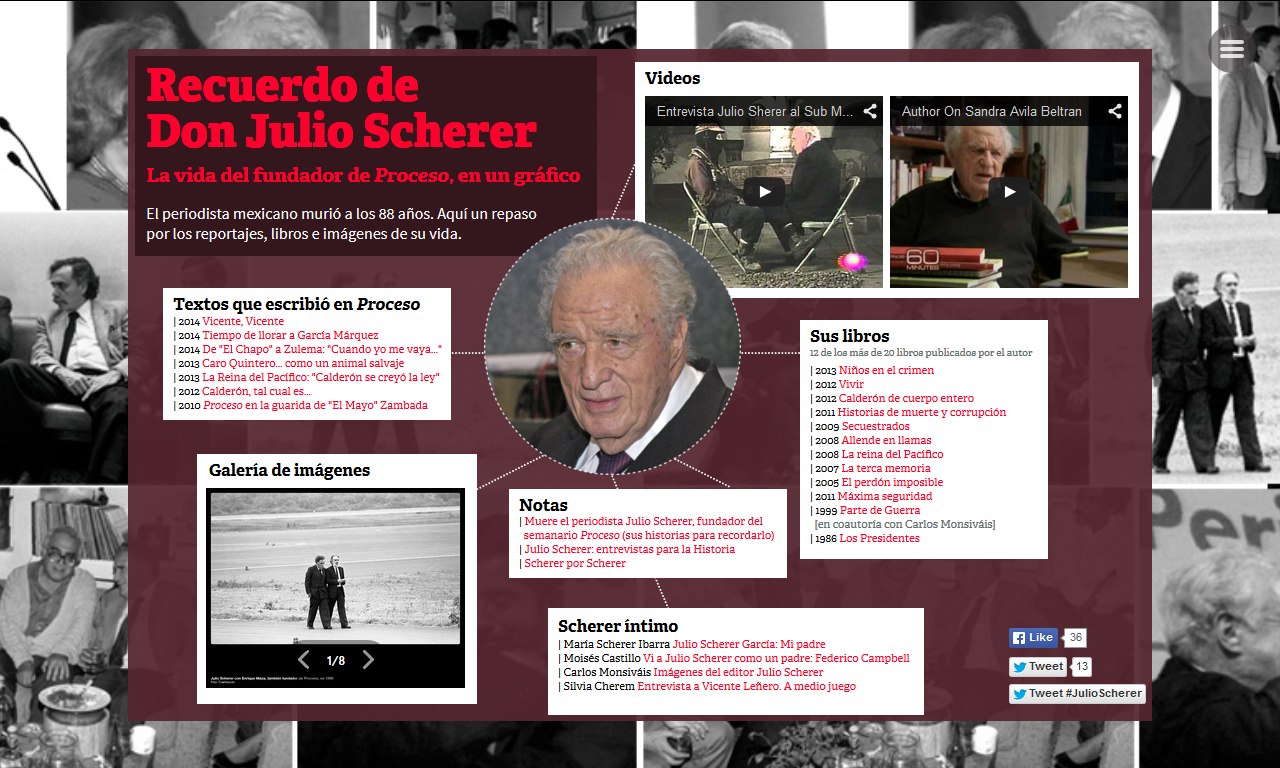 Recuerdo de
Don Julio Scherer
La vida del fundador de Proceso, en un gráfico
El periodista mexicano murió a los 88 años. Aquí un repaso
por los reportajes, libros e imágenes de su vida.
Videos
Entrevista Julio Sherer al Sub M...
Author On Sandra Avila Beltran
60
MINUTES
Textos que escribió en Proceso
| 2014 Vicente, Vicente
| 2014 Tiempo de llorar a García Márquez
| 2014 De "El Chapo" a Zulema: "Cuando yo me vaya..."
| 2013 Caro Quintero... como un animal salvaje
| 2013 La Reina del Pacífico: "Calderón se creyó la ley"
| 2012 Calderón, tal cual es...
| 2010 Proceso en la guarida de "El Mayo" Zambada
Sus libros
12 de los más de 20 libros publicados por el autor
| 2013 Niños en el crimen
| 2012 Vivir
| 2012 Calderón de cuerpo entero
| 2011 Historias de muerte y corrupción
| 2009 Secuestrados
| 2008 Allende en llamas
| 2008 La reina del Pacífico
| 2007 La terca memoria
| 2005 El perdón imposible
| 2011 Máxima seguridad
| 1999 Parte de Guerra
[en coautoría con Carlos Monsiváis]
| 1986 Los Presidentes
Galería de imágenes
1/8
Julio Scherer con Enrique Maza, también fundador de Proceso, en 1980
Notas
| Muere el periodista Julio Scherer, fundador del
semanario Proceso (sus historias para recordarlo)
| Julio Scherer: entrevistas para la Historia
| Scherer por Scherer
Scherer íntimo
| María Scherer Ibarra Julio Scherer García: Mi padre
| Moisés Castillo Vi a Julio Scherer como un padre: Federico Campbell
| Carlos Monsiváis Imágenes del editor Julio Scherer
| Silvia Cherem Entrevista a Vicente Leñero. A medio juego
Like 36
Tweet 13
Tweet #JulioScherer